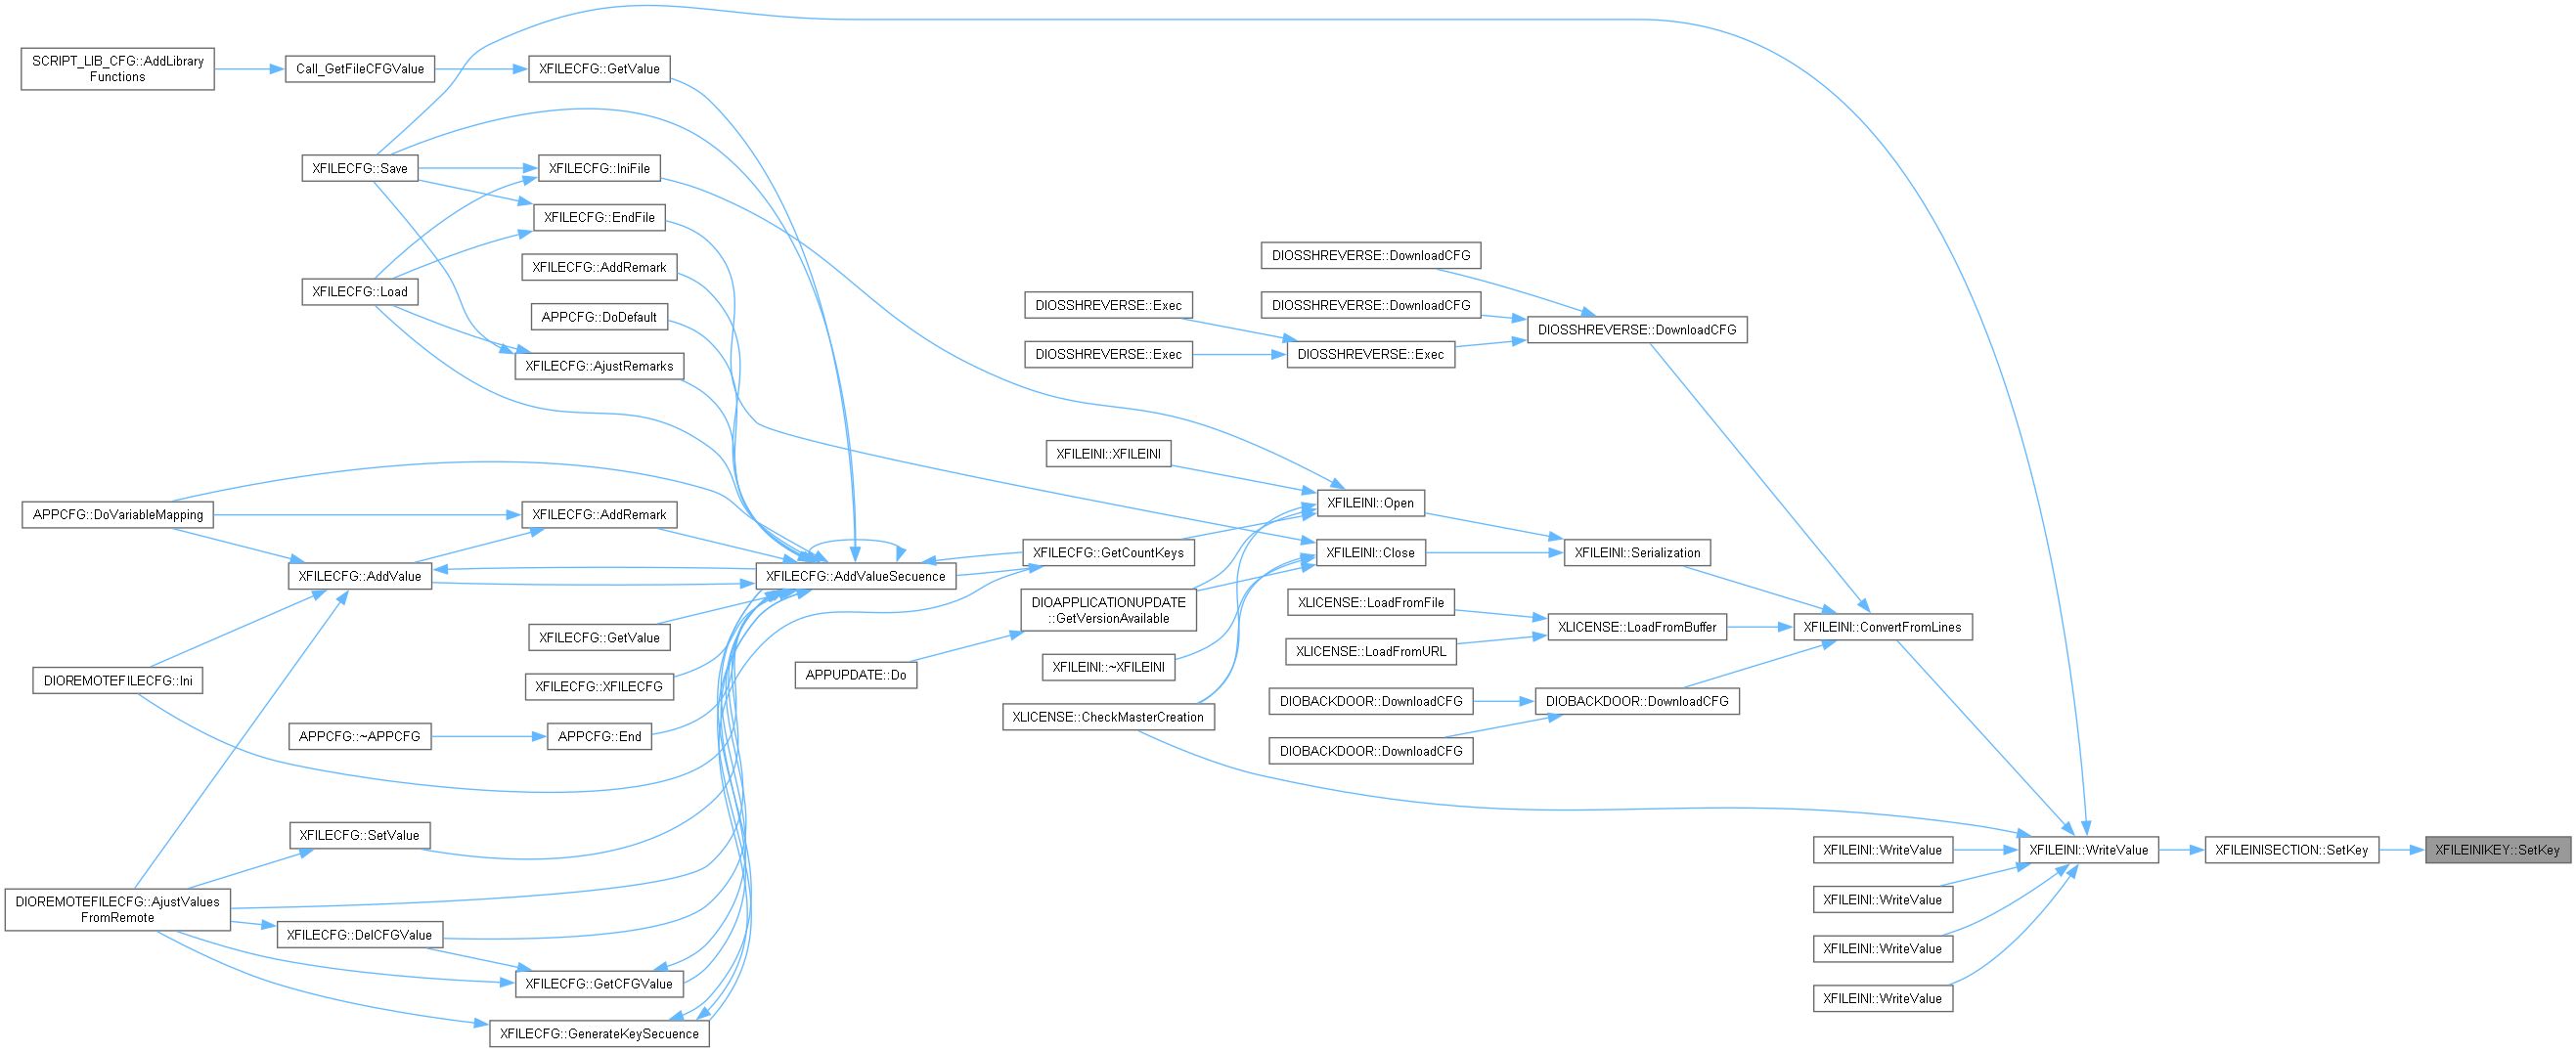 SCRIPT_LIB_CFG::AddLibrary
Functions
Call_GetFileCFGValue
XFILECFG::GetValue
XFILECFG::Save
XFILECFG::IniFile
XFILECFG::EndFile
XFILECFG::AddRemark
XFILECFG::Load
APPCFG::DoDefault
XFILECFG::AjustRemarks
DIOSSHREVERSE::DownloadCFG
DIOSSHREVERSE::Exec
DIOSSHREVERSE::DownloadCFG
DIOSSHREVERSE::DownloadCFG
DIOSSHREVERSE::Exec
DIOSSHREVERSE::Exec
XFILEINI::XFILEINI
XFILEINI::Open
APPCFG::DoVariableMapping
XFILECFG::AddRemark
XFILECFG::GetCountKeys
XFILEINI::Close
XFILEINI::Serialization
XFILECFG::AddValue
XFILECFG::AddValueSecuence
DIOAPPLICATIONUPDATE
::GetVersionAvailable
XLICENSE::LoadFromFile
XLICENSE::LoadFromBuffer
XFILEINI::ConvertFromLines
XFILECFG::GetValue
XLICENSE::LoadFromURL
XFILEINI::~XFILEINI
APPUPDATE::Do
DIOREMOTEFILECFG::Ini
XFILECFG::XFILECFG
DIOBACKDOOR::DownloadCFG
DIOBACKDOOR::DownloadCFG
XLICENSE::CheckMasterCreation
APPCFG::~APPCFG
APPCFG::End
DIOBACKDOOR::DownloadCFG
XFILECFG::SetValue
XFILEINI::WriteValue
XFILEINI::WriteValue
XFILEINISECTION::SetKey
XFILEINIKEY::SetKey
XFILEINI::WriteValue
DIOREMOTEFILECFG::AjustValues
FromRemote
XFILECFG::DelCFGValue
XFILEINI::WriteValue
XFILECFG::GetCFGValue
XFILEINI::WriteValue
XFILECFG::GenerateKeySecuence